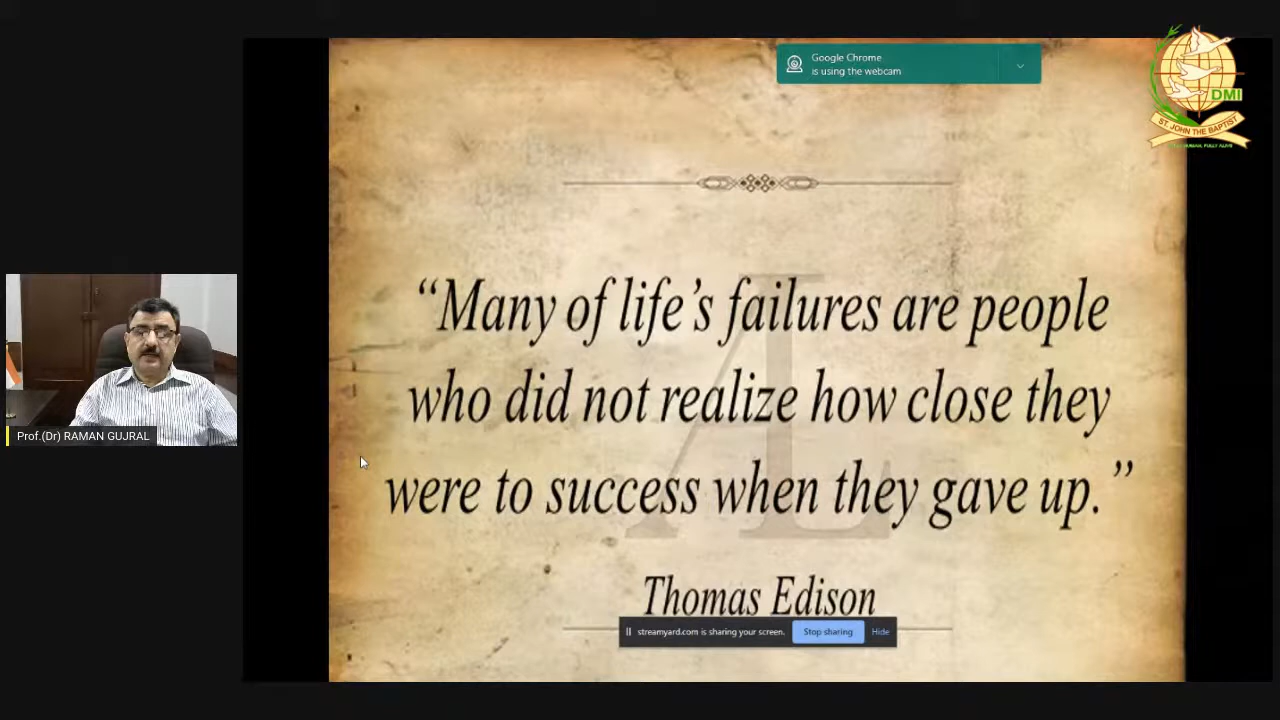 Google Chrome
is using the webcam
DMI
ST. JOHN THE BAPTIST
“Many of life’s failures are people
who did not realize how close they
were to success when they gave up.”
Thomas Edison
streamyard.com is sharing your screen.
Stop sharing
Hide
Prof.(Dr) RAMAN GUJRAL